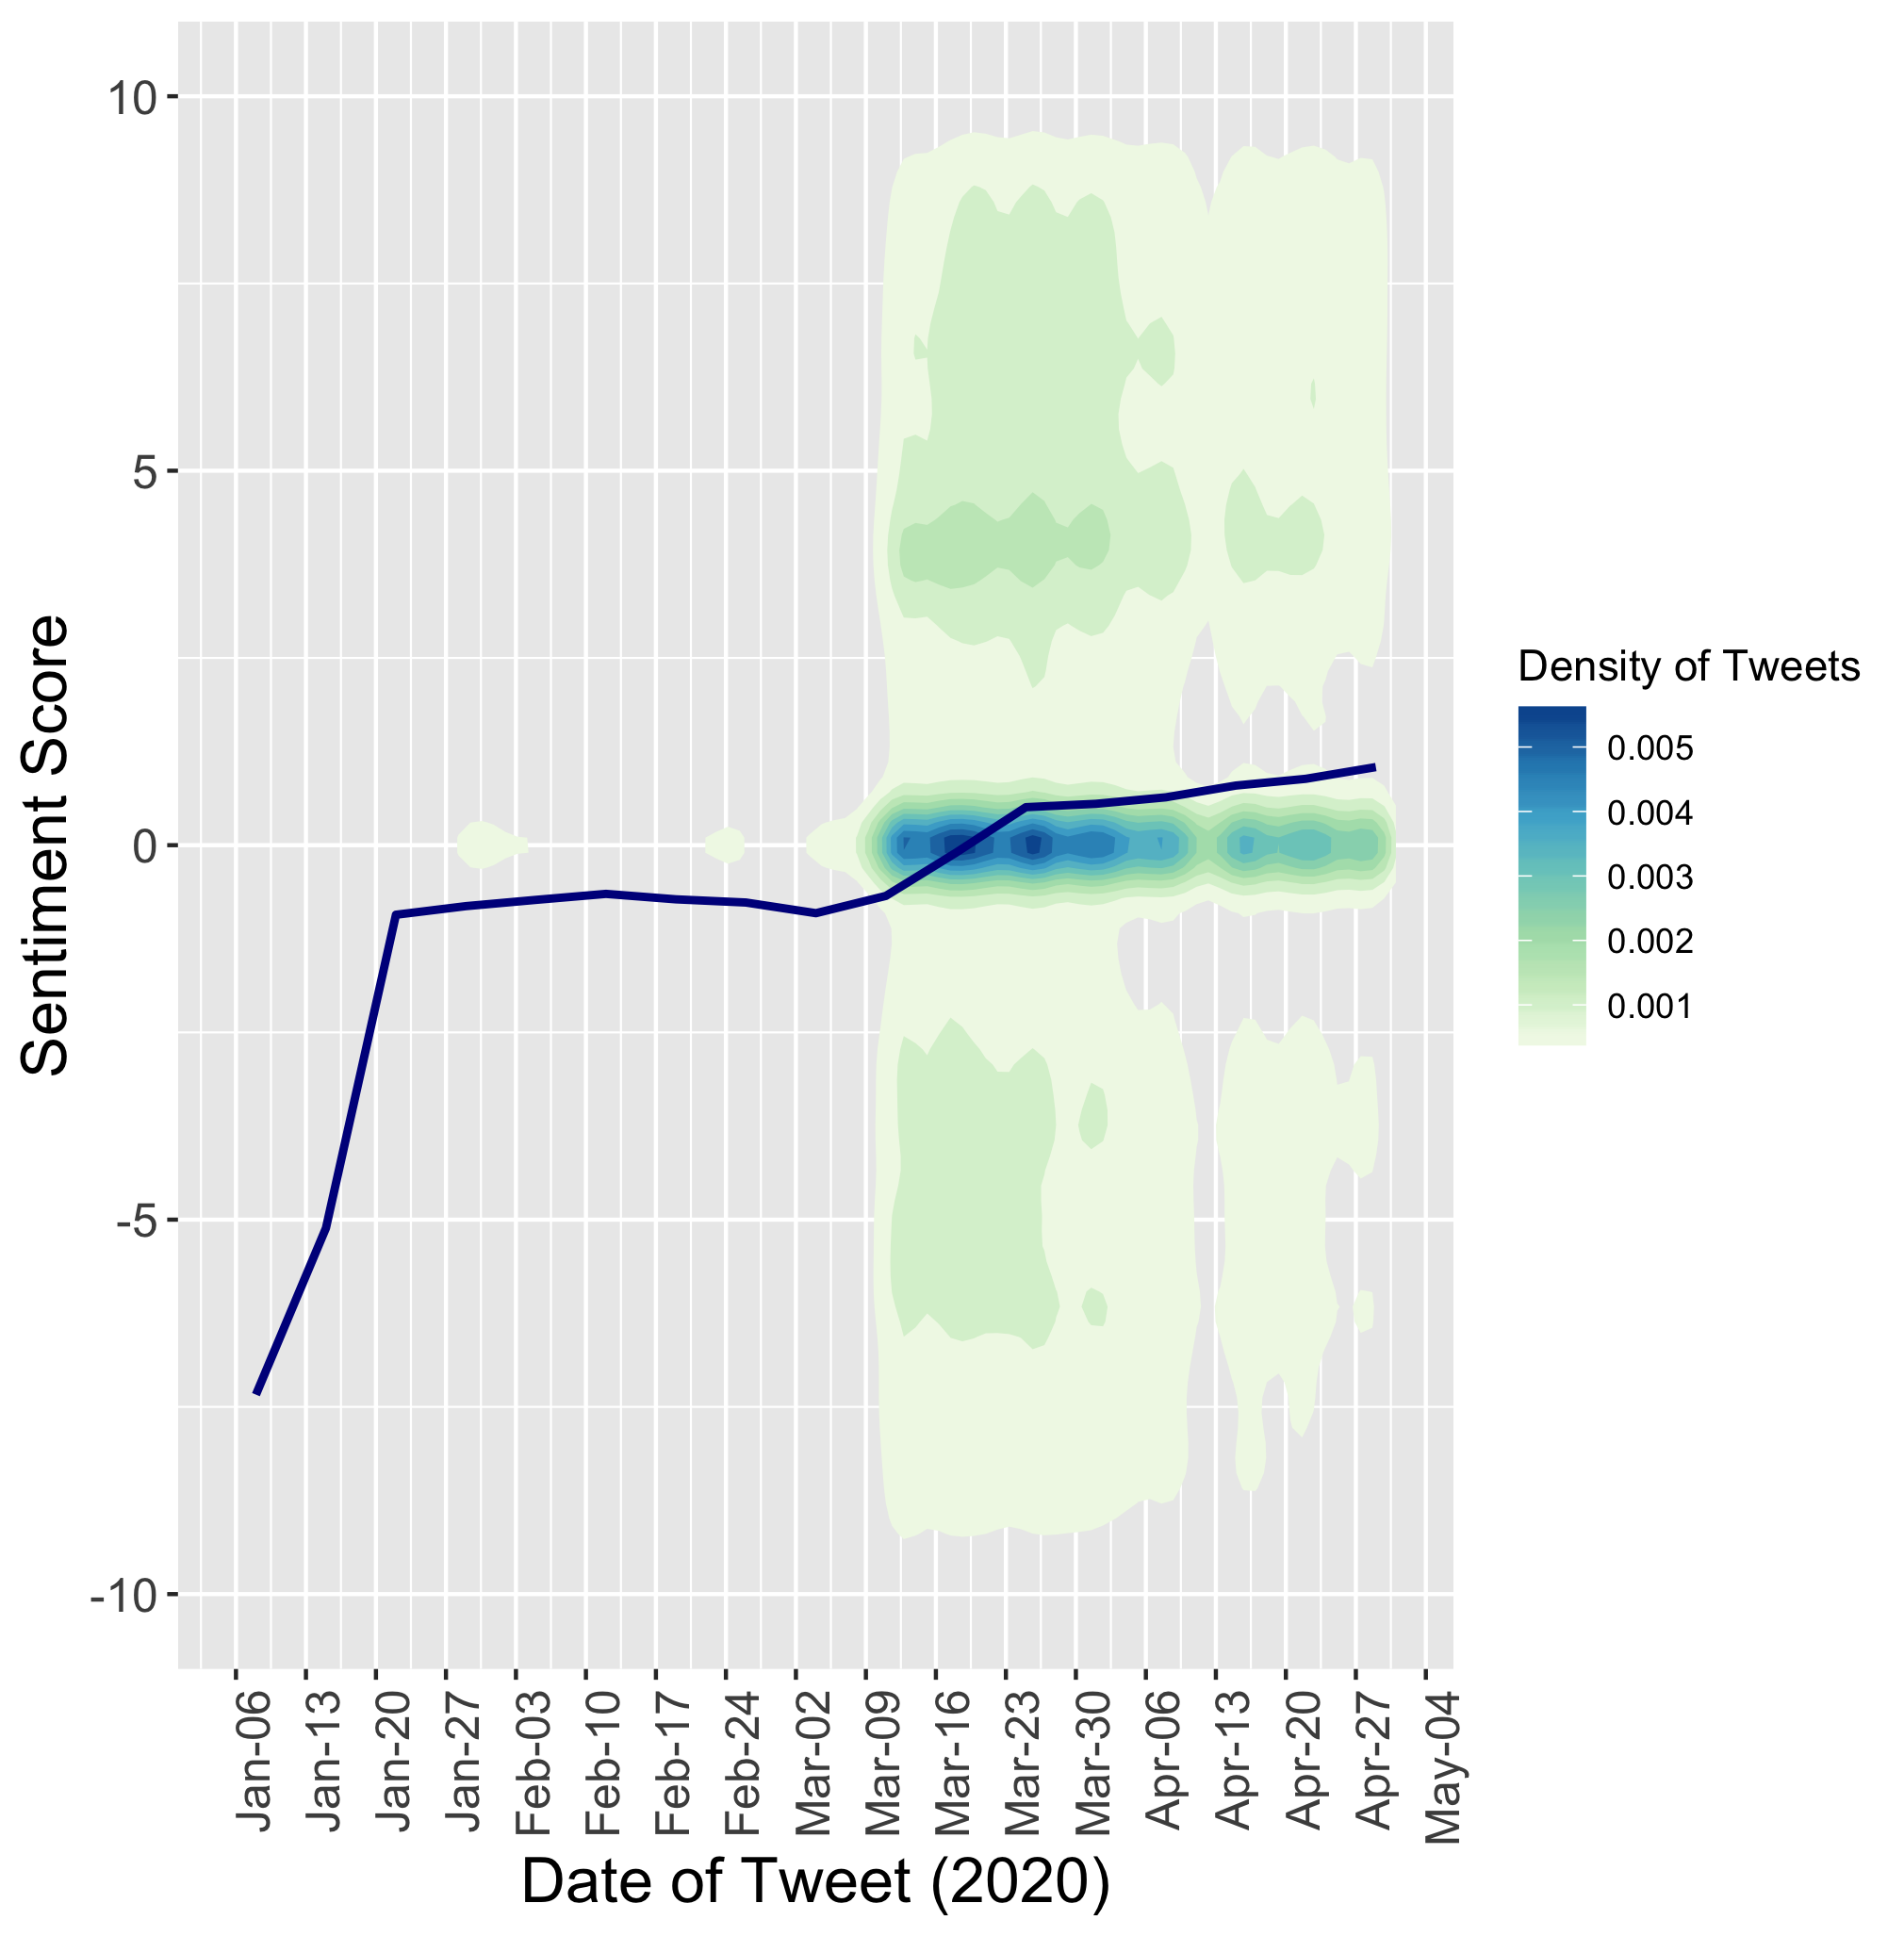 10
5
0
-5
-10
Sentiment Score
Jan-06
Jan-13
Jan-20
Jan-27
Feb-03
Feb-10
Feb-17
Feb-24
Mar-02
Mar-09
Mar-16
Mar-23
Mar-30
Apr-06
Apr-13
Apr-20
Apr-27
May-04
Date of Tweet (2020)
Density of Tweets
0.005
0.004
0.003
0.002
0.001